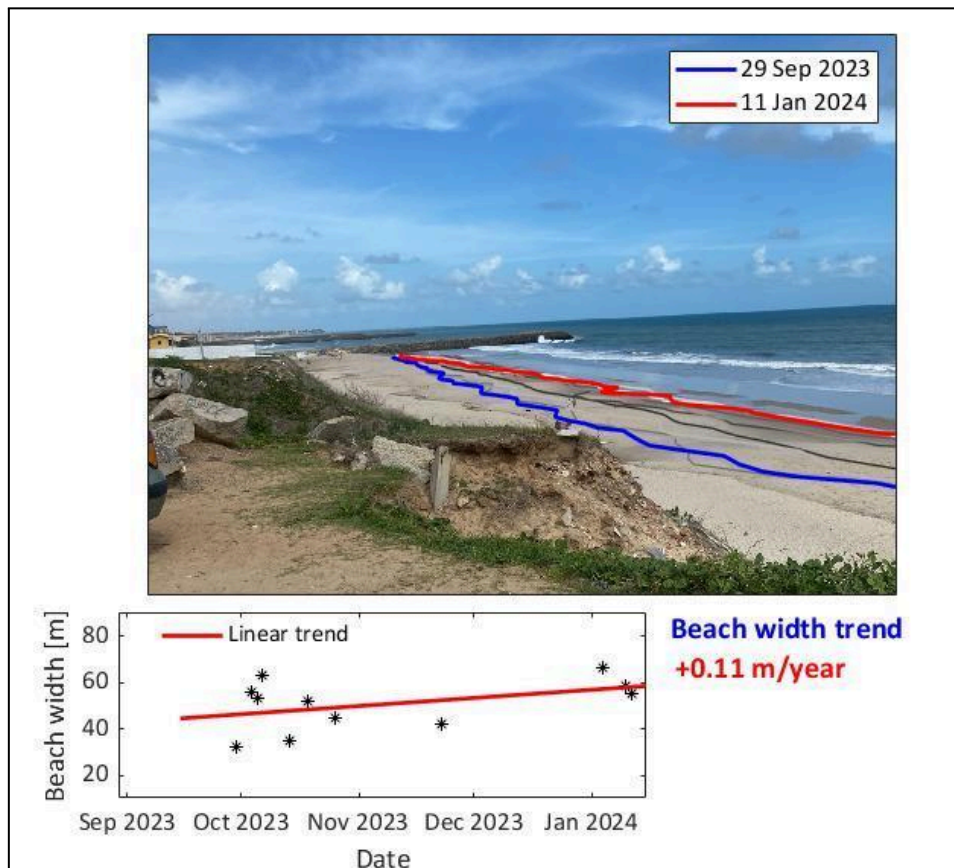 29 Sep 2023
11 Jan 2024
Beach width [m]
80
60
40
20
Linear trend
Sep 2023 Oct 2023 Nov 2023 Dec 2023 Jan 2024
Date
Beach width trend
+0.11 m/year